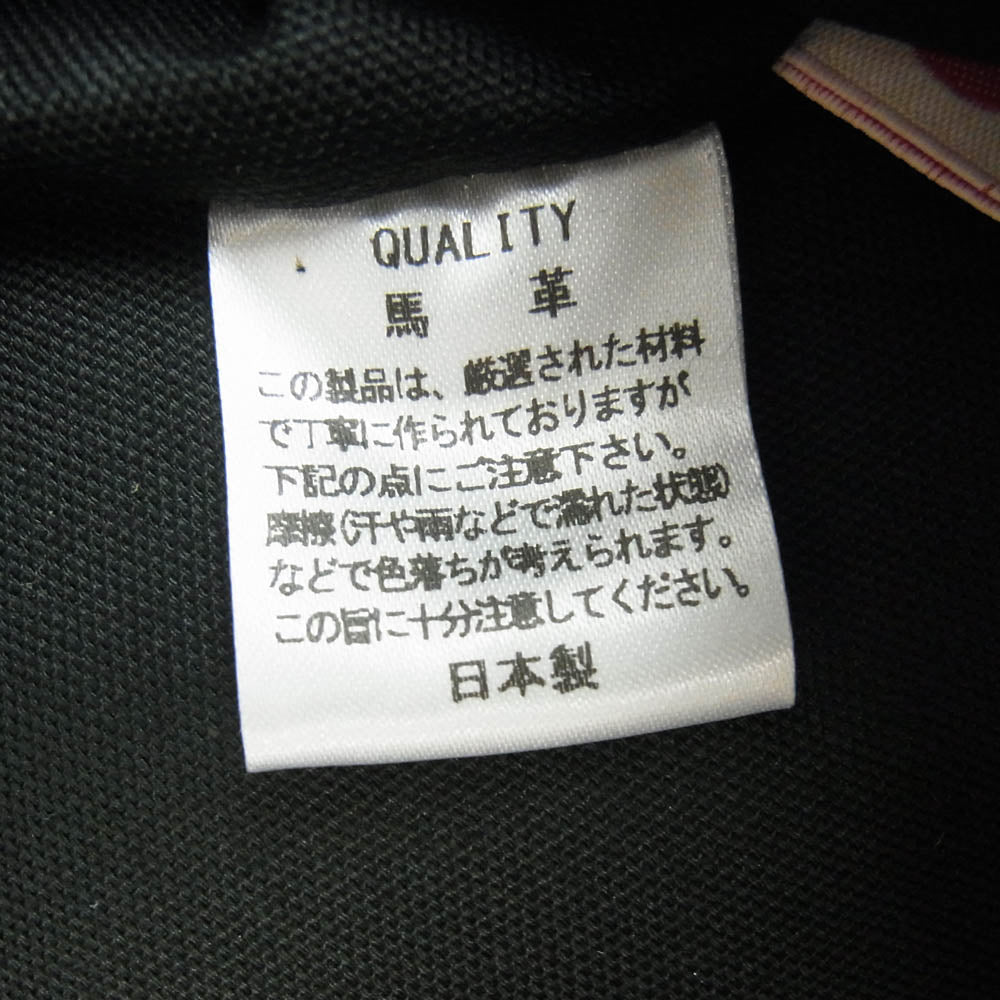 QUALITY
馬 革
この製品は、厳選された材料
で丁寧に作られておりますが
下記の点にご注意下さい。
摩擦(汗や雨などで濡れた状態)
などで色落ちが考えられます。
この旨に十分注意してください。
日本製